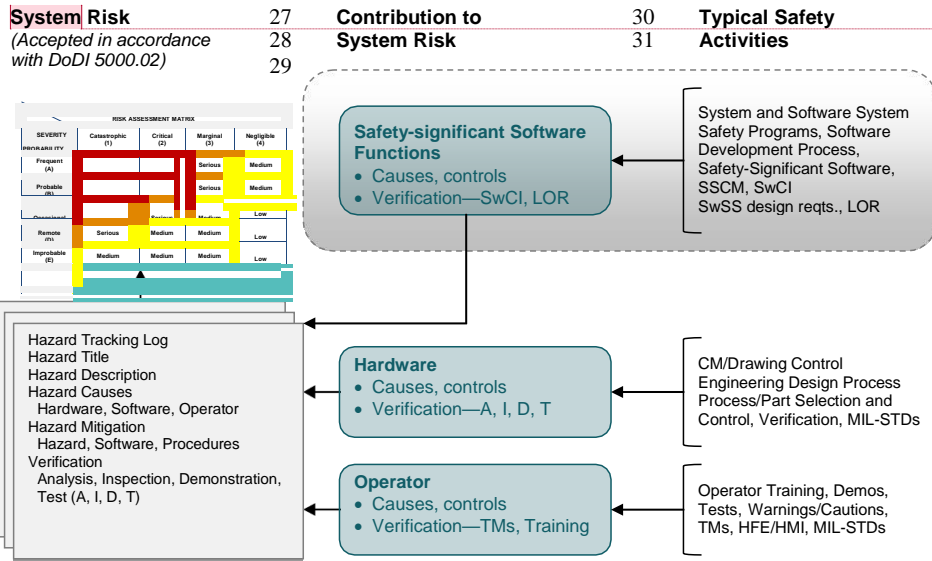 System Risk
(Accepted in accordance
with DoDI 5000.02)
27
28
29
Contribution to
System Risk
30
31
Typical Safety
Activities
RISK ASSESSMENT MATRIX
SEVERITY
PROBABILITY
Catastrophic
(1)
Critical
(2)
Marginal
(3)
Negligible
(4)
Frequent
(A)
Serious
Medium
Probable
(B)
Serious
Medium
Occasional
Serious
Medium
Low
Remote
(D)
Serious
Medium
Medium
Low
Improbable
(E)
Medium
Medium
Medium
Low
Hazard Tracking Log
Hazard Title
Hazard Description
Hazard Causes
Hardware, Software, Operator
Hazard Mitigation
Hazard, Software, Procedures
Verification
Analysis, Inspection, Demonstration,
Test (A, I, D, T)
Safety-significant Software
Functions
• Causes, controls
• Verification—SwCI, LOR
System and Software System
Safety Programs, Software
Development Process,
Safety-Significant Software,
SSCM, SwCI
SwSS design reqts., LOR
Hardware
• Causes, controls
• Verification—A, I, D, T
CM/Drawing Control
Engineering Design Process
Process/Part Selection and
Control, Verification, MIL-STDs
Operator
• Causes, controls
• Verification—TMs, Training
Operator Training, Demos,
Tests, Warnings/Cautions,
TMs, HFE/HMI, MIL-STDs